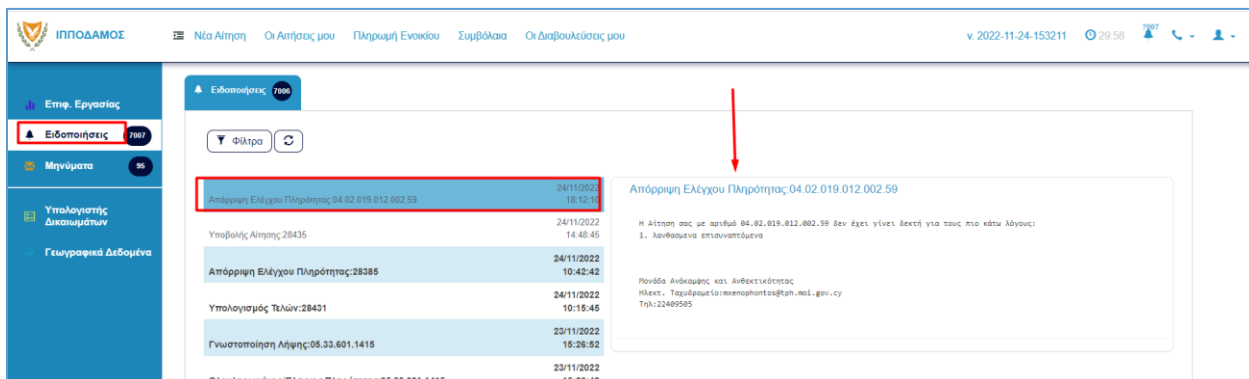 ΙΠΠΟΔΑΜΟΣ
Νέα Αίτηση Οι Αιτήσεις μου Πληρωμή Ενοικίου Συμβόλαια Οι Διαβουλεύσεις μου
v. 2022-11-24-153211 29:58 7007
Επιφ. Εργασίας
Ειδοποιήσεις 7007
Μηνύματα 95
Υπολογιστής
Δικαιωμάτων
Γεωγραφικά Δεδομένα
Ειδοποιήσεις 7006
Φίλτρα
24/11/2022
Απόρριψη Ελέγχου Πληρότητας:04.02.019.012.002.59 18:12:10
24/11/2022
Υποβολής Αίτησης:28435 14:48:45
24/11/2022
Απόρριψη Ελέγχου Πληρότητας:28385 10:42:42
24/11/2022
Υπολογισμός Τελών:28431 10:15:45
23/11/2022
Γνωστοποίηση Λήψης:05.33.601.1415 15:26:52
23/11/2022
Απόρριψη Ελέγχου Πληρότητας:04.02.019.012.002.59
Η Αίτηση σας με αριθμό 04.02.019.012.002.59 δεν έχει γίνει δεκτή για τους πιο κάτω λόγους:
1. λανθασμενα επισυναπτόμενα
Μονάδα Ανάκαμψης και Ανθεκτικότητας
Ηλεκτ. Ταχυδρομείο:mxenophontos@tph.moi.gov.cy
Τηλ:22409505